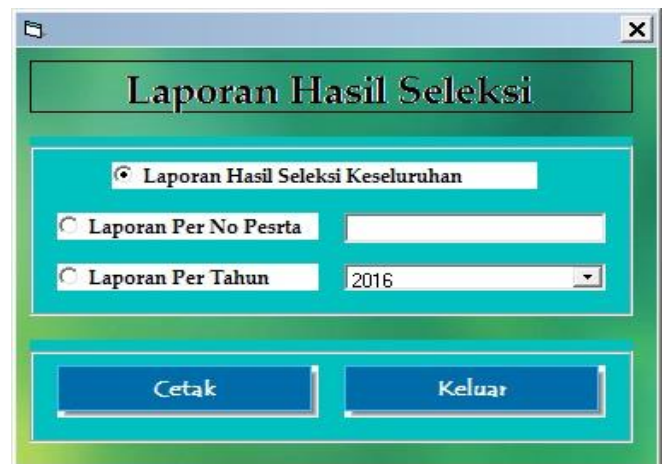 Laporan Hasil Seleksi
Laporan Hasil Seleksi Keseluruhan
Laporan Per No Pesrta
Laporan Per Tahun 2016
Cetak Keluar